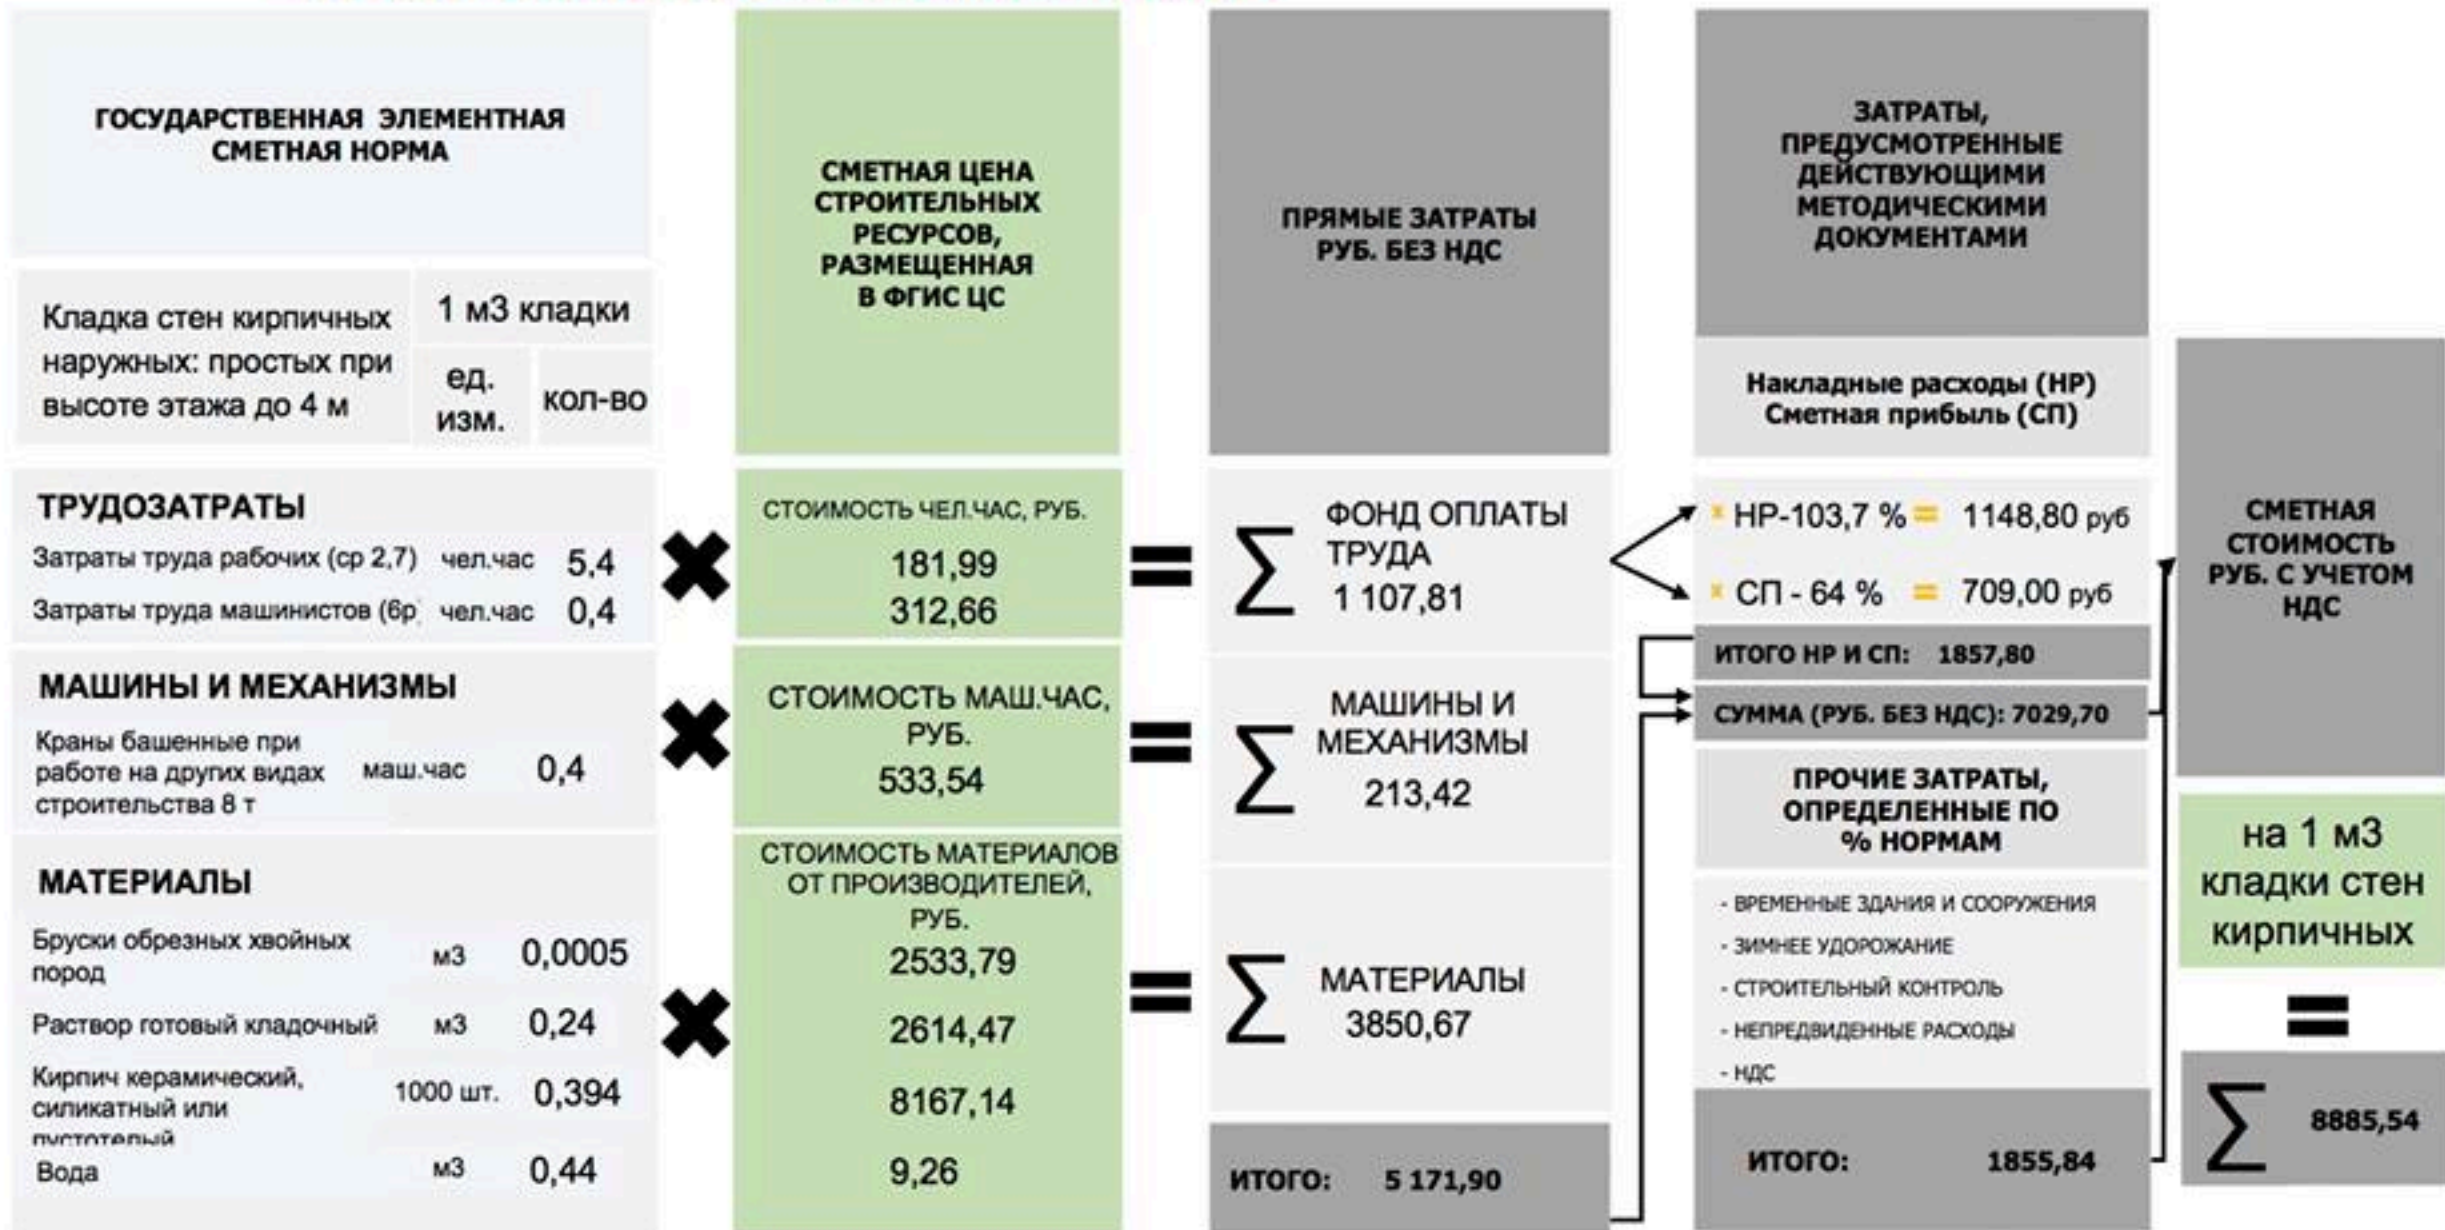 ГОСУДАРСТВЕННАЯ ЭЛЕМЕНТНАЯ
СМЕТНАЯ НОРМА
Кладка стен кирпичных
наружных: простых при
высоте этажа до 4 м
1 м3 кладки
ед.
изм.
кол-во
СМЕТНАЯ ЦЕНА
СТРОИТЕЛЬНЫХ
РЕСУРСОВ,
РАЗМЕЩЕННАЯ
В ФГИС ЦС
ПРЯМЫЕ ЗАТРАТЫ
РУБ. БЕЗ НДС
ЗАТРАТЫ,
ПРЕДУСМОТРЕННЫЕ
ДЕЙСТВУЮЩИМИ
МЕТОДИЧЕСКИМИ
ДОКУМЕНТАМИ
Накладные расходы (НР)
Сметная прибыль (СП)
ТРУДОЗАТРАТЫ
Затраты труда рабочих (ср 2,7) чел.час 5,4
Затраты труда машинистов (6р) чел.час 0,4
✖
СТОИМОСТЬ ЧЕЛ.ЧАС, РУБ.
181,99
312,66
=
∑
ФОНД ОПЛАТЫ
ТРУДА
1 107,81
× НР-103,7 % = 1148,80 руб
× СП - 64 % = 709,00 руб
ИТОГО НР И СП: 1857,80
СУММА (РУБ. БЕЗ НДС): 7029,70
МАШИНЫ И МЕХАНИЗМЫ
Краны башенные при
работе на других видах маш.час 0,4
строительства 8 т
✖
СТОИМОСТЬ МАШ.ЧАС,
РУБ.
533,54
=
∑
МАШИНЫ И
МЕХАНИЗМЫ
213,42
ПРОЧИЕ ЗАТРАТЫ,
ОПРЕДЕЛЕННЫЕ ПО
% НОРМАМ
- ВРЕМЕННЫЕ ЗДАНИЯ И СООРУЖЕНИЯ
- ЗИМНЕЕ УДОРОЖАНИЕ
- СТРОИТЕЛЬНЫЙ КОНТРОЛЬ
- НЕПРЕДВИДЕННЫЕ РАСХОДЫ
- НДС
ИТОГО: 1855,84
МАТЕРИАЛЫ
Бруски обрезных хвойных
пород м3 0,0005
Раствор готовый кладочный м3 0,24
Кирпич керамический,
силикатный или 1000 шт. 0,394
пустотелый
Вода м3 0,44
✖
СТОИМОСТЬ МАТЕРИАЛОВ
ОТ ПРОИЗВОДИТЕЛЕЙ,
РУБ.
2533,79
2614,47
8167,14
9,26
=
∑
МАТЕРИАЛЫ
3850,67
ИТОГО: 5 171,90
СМЕТНАЯ
СТОИМОСТЬ
РУБ. С УЧЕТОМ
НДС
на 1 м3
кладки стен
кирпичных
=
∑ 8885,54